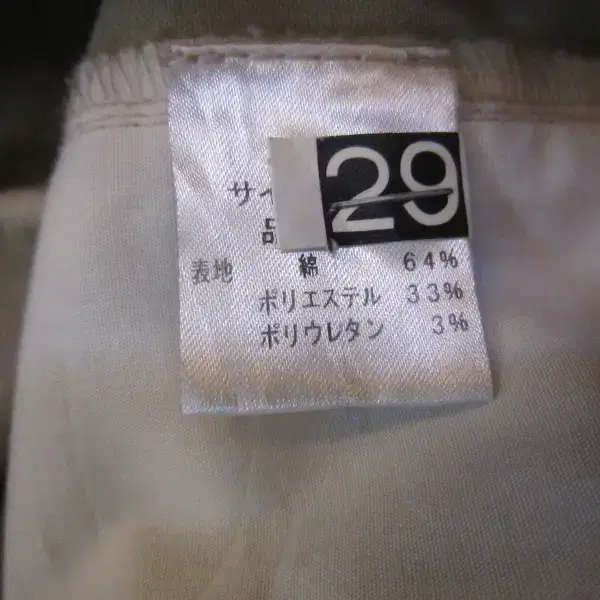 29
サイ
品
表地 綿 64%
ポリエステル 33%
ポリウレタン 3%